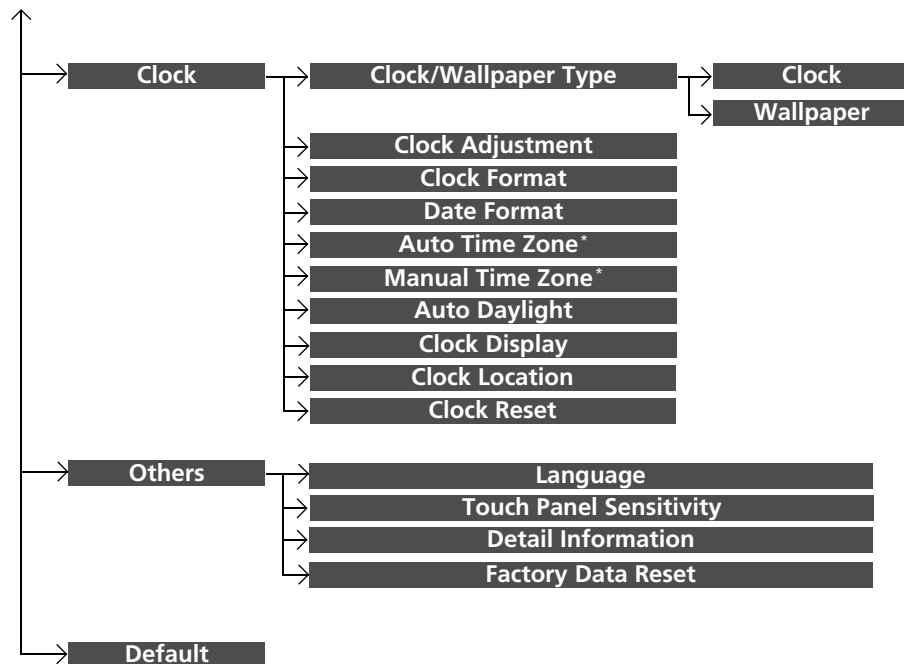 Clock
Clock/Wallpaper Type
Clock
Wallpaper
Clock Adjustment
Clock Format
Date Format
Auto Time Zone*
Manual Time Zone*
Auto Daylight
Clock Display
Clock Location
Clock Reset
Others
Language
Touch Panel Sensitivity
Detail Information
Factory Data Reset
Default